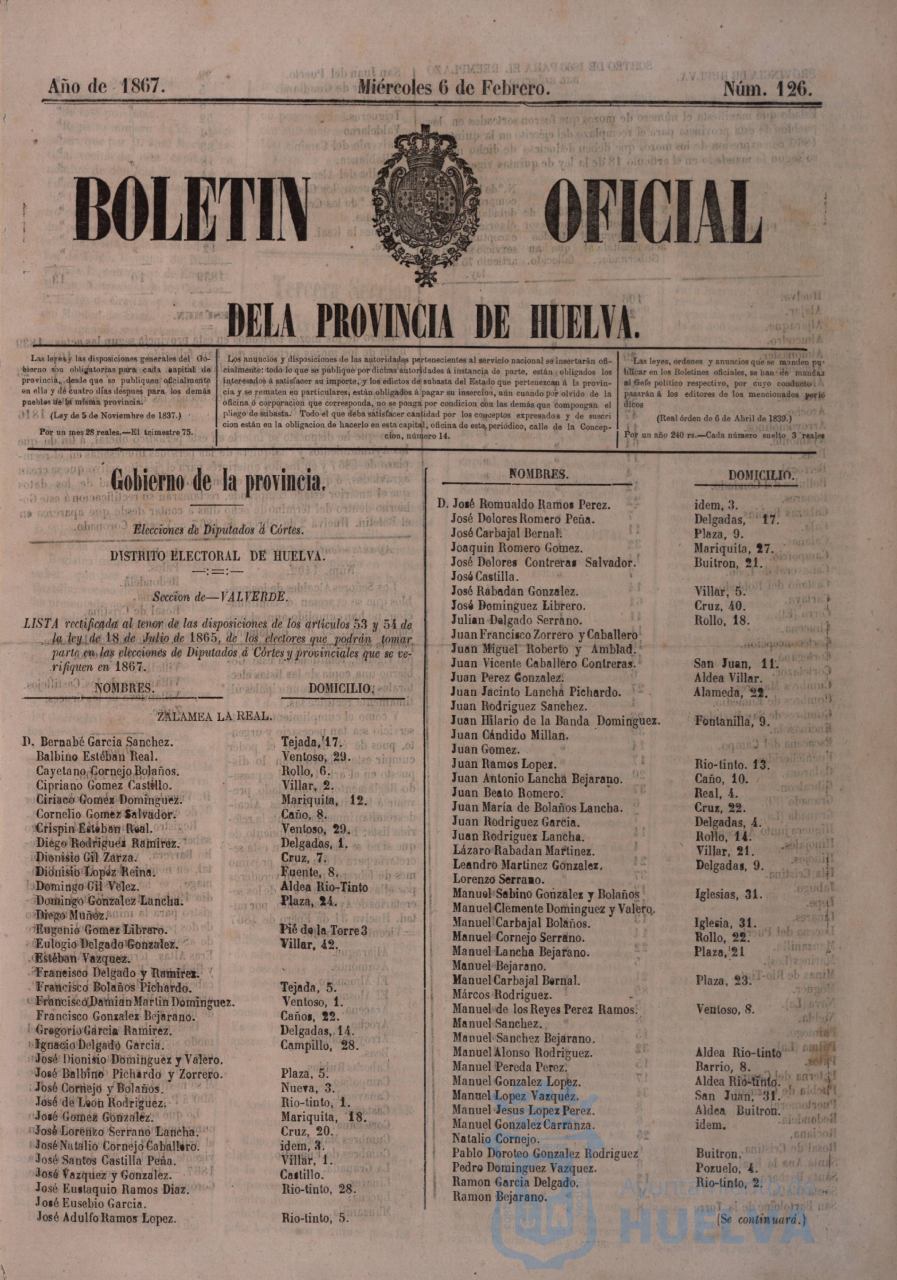 Año de 1867.
Miércoles 6 de Febrero.
Núm. 126.
BOLETIN OFICIAL
DE LA PROVINCIA DE HUELVA.
Las leyes y las disposiciones generales del Go-
bierno son obligatorias para cada capital de
provincia, desde que se publiquen oficialmente
en ella y de cuatro dias despues para los demás
pueblos de la misma provincia.
(Ley de 5 de Noviembre de 1837.)
Por un mes 28 reales.—El trimestre 75.
Los anuncios y disposiciones de las autoridades pertenecientes al servicio nacional se insertarán ofi-
cialmente: todo lo que se publique por dichas autoridades á instancia de parte, están obligados los
interesados á satisfacer su importe, y los edictos de subasta del Estado que pertenezcan á la provin-
cia y se rematen en particulares, están obligados á pagar su insercion, aún cuando por olvido de la
oficina ó corporacion que corresponda, no se ponga por condicion con las demás que compongan el
pliego de subasta. Todo el que deba satisfacer cantidad por los conceptos expresados y de suscri
cion están en la obligacion de hacerlo en esta capital, oficina de este periódico, calle de la Concep-
cion, número 14.
Las leyes, órdenes y anuncios que se manden pu-
blicar en los Boletines oficiales, se han de mandar
al Gefe politico respectivo, por cuyo conducto
pasarán á los editores de los mencionados perió
dicos
(Real órden de 6 de Abril de 1839.)
Por un año 240 rs.—Cada número suelto 3 reales
Gobierno de la provincia.
Elecciones de Diputados á Córtes.
DISTRITO ELECTORAL DE HUELVA.
Seccion de—VALVERDE.
LISTA rectificada al tenor de las disposiciones de los artículos 53 y 54
de la ley de 18 de Julio de 1865, de los electores que podrán tomar
parte en las elecciones de Diputados á Córtes y provinciales que se ve-
rifiquen en 1867.
NOMBRES. DOMICILIO.
ZALAMEA LA REAL.
D. Bernabé Garcia Sanchez. Tejada, 17.
Balbino Estéban Real. Ventoso, 29.
Cayetano Cornejo Bolaños. Rollo, 6.
Cipriano Gomez Castillo. Villar, 2.
Ciriaco Gomez Dominguez. Mariquita, 12.
Cornelio Gomez Salvador. Caño, 8.
Crispin Estéban Real. Ventoso, 29.
Diego Rodriguez Ramirez. Delgadas, 1.
Dionisio Gil Zarza. Cruz, 7.
Dionisio Lopez Reina. Fuente, 8.
Domingo Gil Velez. Aldea Rio-Tinto
Domingo Gonzalez Lancha. Plaza, 24.
Diego Muñoz.
Eugenio Gomez Librero. Pié de la Torre 3
Eulogio Delgado Gonzalez. Villar, 42.
Estéban Vazquez.
Francisco Delgado y Ramirez.
Francisco Bolaños Pichardo. Tejada, 5.
Francisco Damian Martin Dominguez. Ventoso, 1.
Francisco Gonzalez Bejarano. Caños, 22.
Gregorio Garcia Ramirez. Delgadas, 14.
Ignacio Delgado Garcia. Campillo, 28.
José Dionisio Dominguez y Valero.
José Balbino Pichardo y Zorrero. Plaza, 5.
José Cornejo y Bolaños. Nueva, 3.
José de Leon Rodriguez. Rio-tinto, 1.
José Gomez Gonzalez. Mariquita, 18.
José Lorenzo Serrano Lancha. Cruz, 20.
José Natalio Cornejo Caballero. idem, 3.
José Santos Castilla Peña. Villar, 1.
José Vazquez y Gonzalez. Castillo.
José Eustaquio Ramos Diaz. Rio-tinto, 28.
José Eusebio Garcia.
José Adulfo Ramos Lopez. Rio-tinto, 5.
NOMBRES. DOMICILIO.
D. José Romualdo Ramos Perez. idem, 3.
José Dolores Romero Peña. Delgadas, 17.
José Carbajal Bernal. Plaza, 9.
Joaquin Romero Gomez. Mariquita, 27.
José Dolores Contreras Salvador. Buitron, 21.
José Castilla.
José Rabadan Gonzalez. Villar, 5.
José Dominguez Librero. Cruz, 40.
Julian Delgado Serrano. Rollo, 18.
Juan Francisco Zorrero y Caballero
Juan Miguel Roberto y Amblad.
Juan Vicente Caballero Contreras. San Juan, 11.
Juan Perez Gonzalez. Aldea Villar.
Juan Jacinto Lancha Pichardo. Alameda, 22.
Juan Rodriguez Sanchez.
Juan Hilario de la Banda Dominguez. Fontanilla, 9.
Juan Cándido Millan.
Juan Gomez.
Juan Ramos Lopez. Rio-tinto. 13.
Juan Antonio Lancha Bejarano. Caño, 10.
Juan Beato Romero. Real, 4.
Juan María de Bolaños Lancha. Cruz, 22.
Juan Rodriguez Garcia. Delgadas, 4.
Juan Rodriguez Lancha. Rollo, 14.
Lázaro Rabadan Martinez. Villar, 21.
Leandro Martinez Gonzalez. Delgadas, 9.
Lorenzo Serrano.
Manuel Sabino Gonzalez y Bolaños Iglesias, 31.
Manuel Clemente Dominguez y Valero.
Manuel Carbajal Bolaños. Iglesia, 31.
Manuel Cornejo Serrano. Rollo, 22.
Manuel Lancha Bejarano. Plaza, 21
Manuel Bejarano.
Manuel Carbajal Bernal. Plaza, 23.
Márcos Rodriguez.
Manuel de los Reyes Perez Ramos. Ventoso, 8.
Manuel Sanchez.
Manuel Sanchez Bejarano.
Manuel Alonso Rodriguez. Aldea Rio-tinto
Manuel Pereda Perez. Barrio, 8.
Manuel Gonzalez Lopez. Aldea Rio-tinto.
Manuel Lopez Vazquez. San Juan, 31.
Manuel Jesus Lopez Perez. Aldea Buitron.
Manuel Gonzalez Carranza. idem.
Natalio Cornejo.
Pablo Doroteo Gonzalez Rodriguez Buitron.
Pedro Dominguez Vazquez. Pozuelo, 4.
Ramon Garcia Delgado. Rio-tinto, 2.
Ramon Bejarano.
(Se continuará.)
Ayuntamiento de
HUELVA